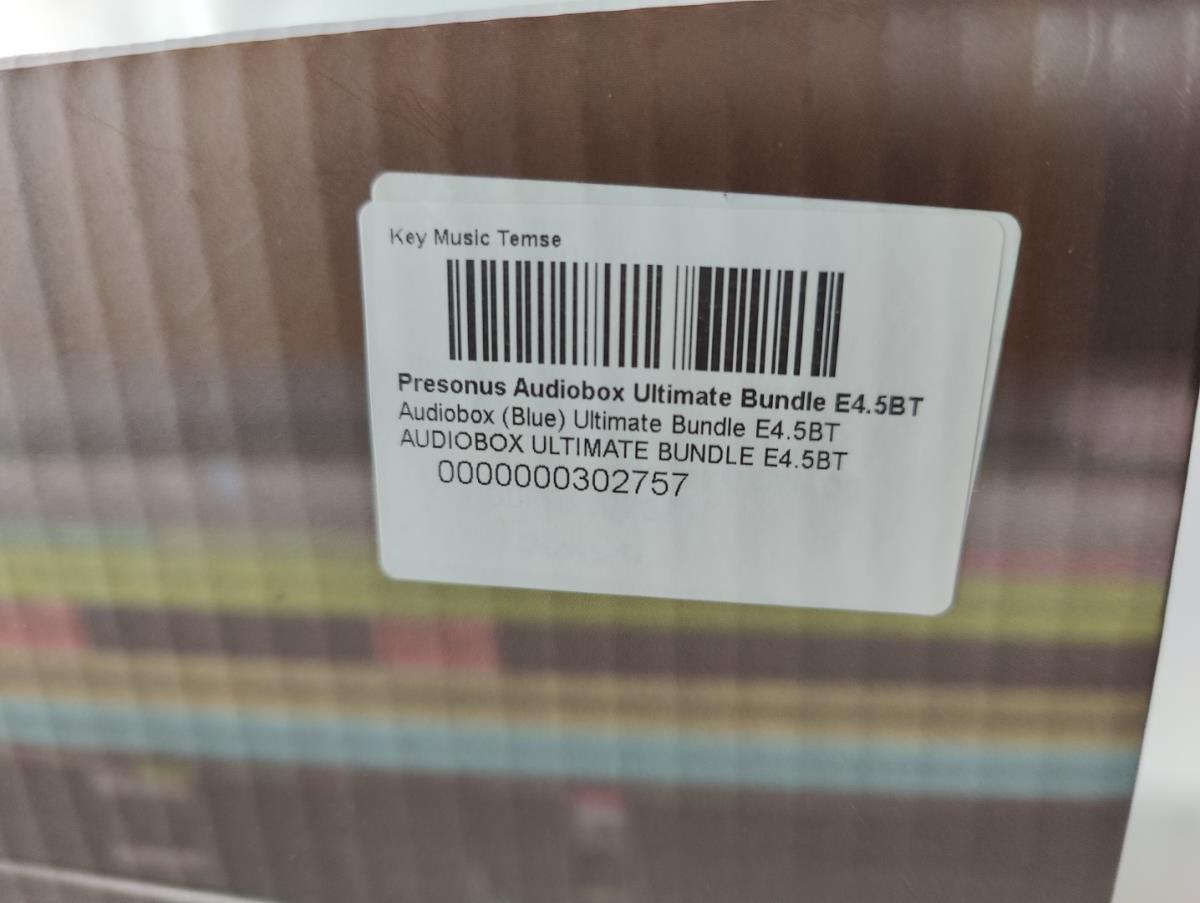 Key Music Temse
Presonus Audiobox Ultimate Bundle E4.5BT
Audiobox (Blue) Ultimate Bundle E4.5BT
AUDIOBOX ULTIMATE BUNDLE E4.5BT
0000000302757